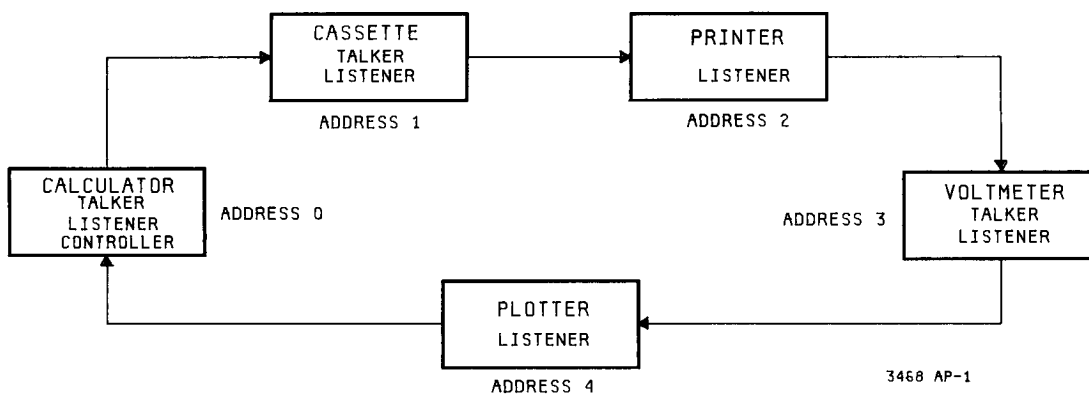 CASSETTE
TALKER
LISTENER
ADDRESS 1
PRINTER
LISTENER
ADDRESS 2
CALCULATOR
TALKER
LISTENER
CONTROLLER
ADDRESS 0
ADDRESS 3
VOLTMETER
TALKER
LISTENER
PLOTTER
LISTENER
ADDRESS 4
3468 AP-1